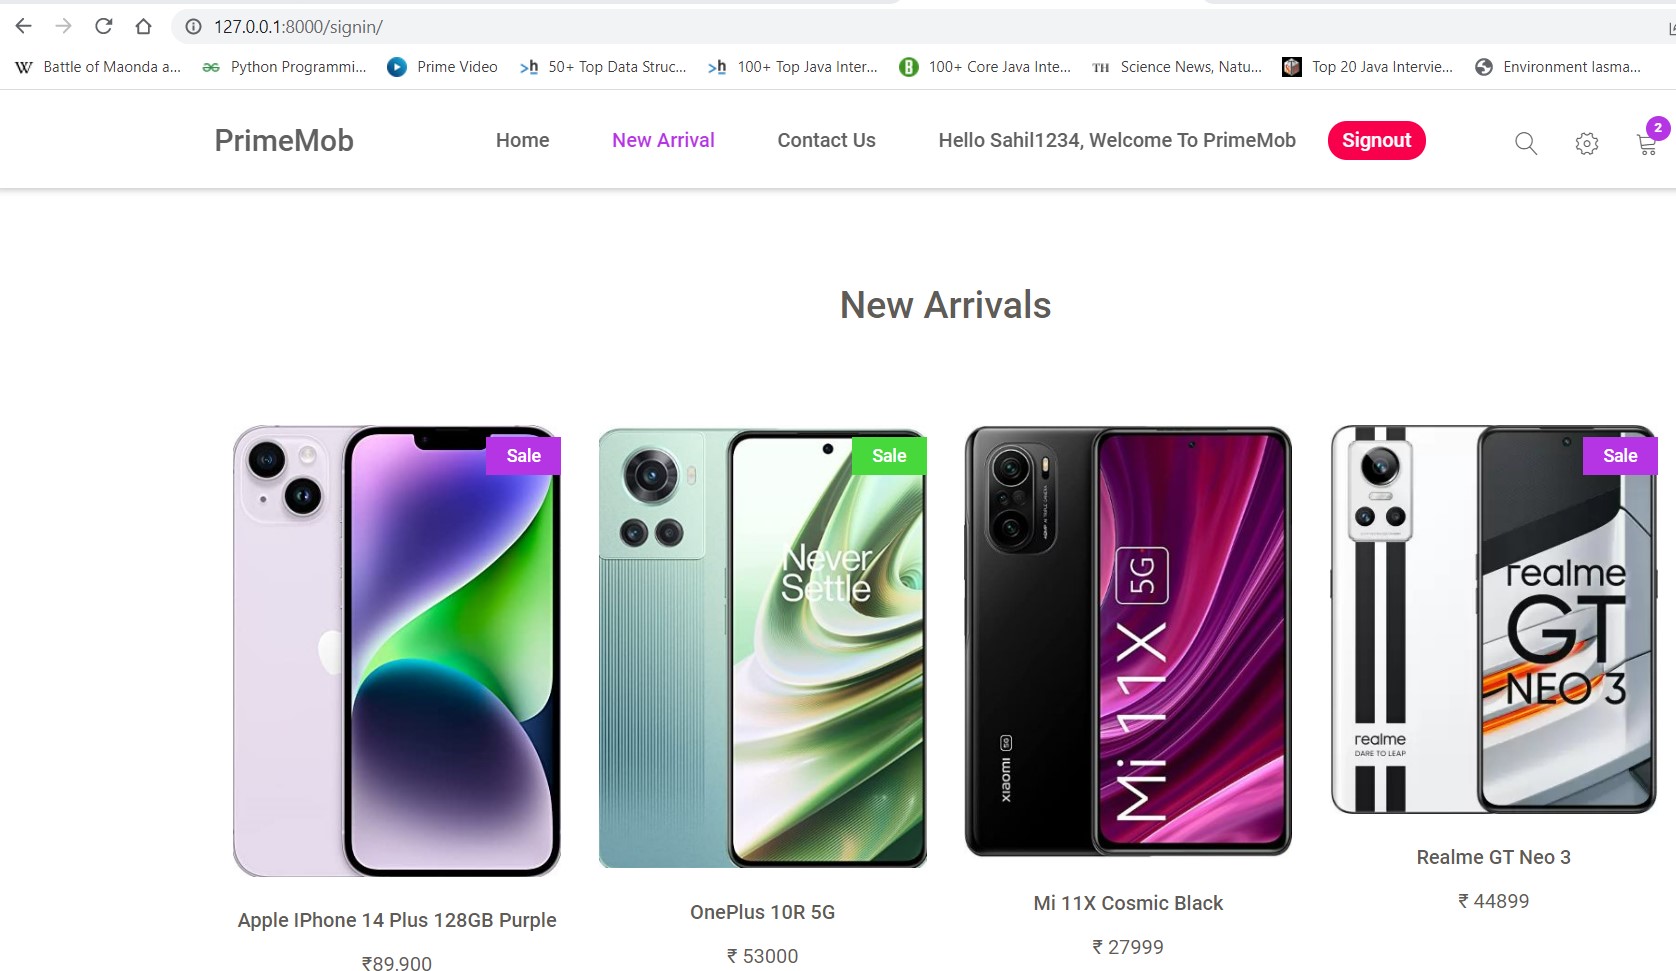 127.0.0.1:8000/signin/
Battle of Maonda a... Python Programmi... Prime Video 50+ Top Data Struc... 100+ Top Java Inter... 100+ Core Java Inte... TH Science News, Natu... Top 20 Java Intervie... Environment Iasma...
PrimeMob Home New Arrival Contact Us Hello Sahil1234, Welcome To PrimeMob Signout 2
New Arrivals
Sale Sale Sale
Never
Settle
Mi 11X 5G
xiaomi 5G
realme
GT
NEO 3
realme
DARE TO LEAP
Apple IPhone 14 Plus 128GB Purple
₹89,900
OnePlus 10R 5G
₹ 53000
Mi 11X Cosmic Black
₹ 27999
Realme GT Neo 3
₹ 44899